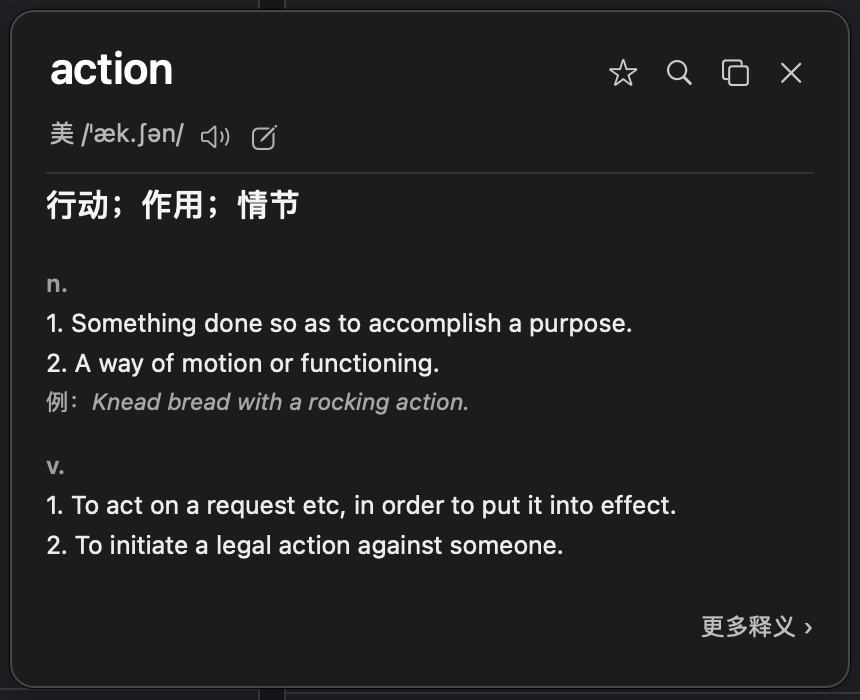 action
美 /ˈæk.ʃən/
行动；作用；情节
n.
1. Something done so as to accomplish a purpose.
2. A way of motion or functioning.
例：Knead bread with a rocking action.
v.
1. To act on a request etc, in order to put it into effect.
2. To initiate a legal action against someone.
更多释义 ›